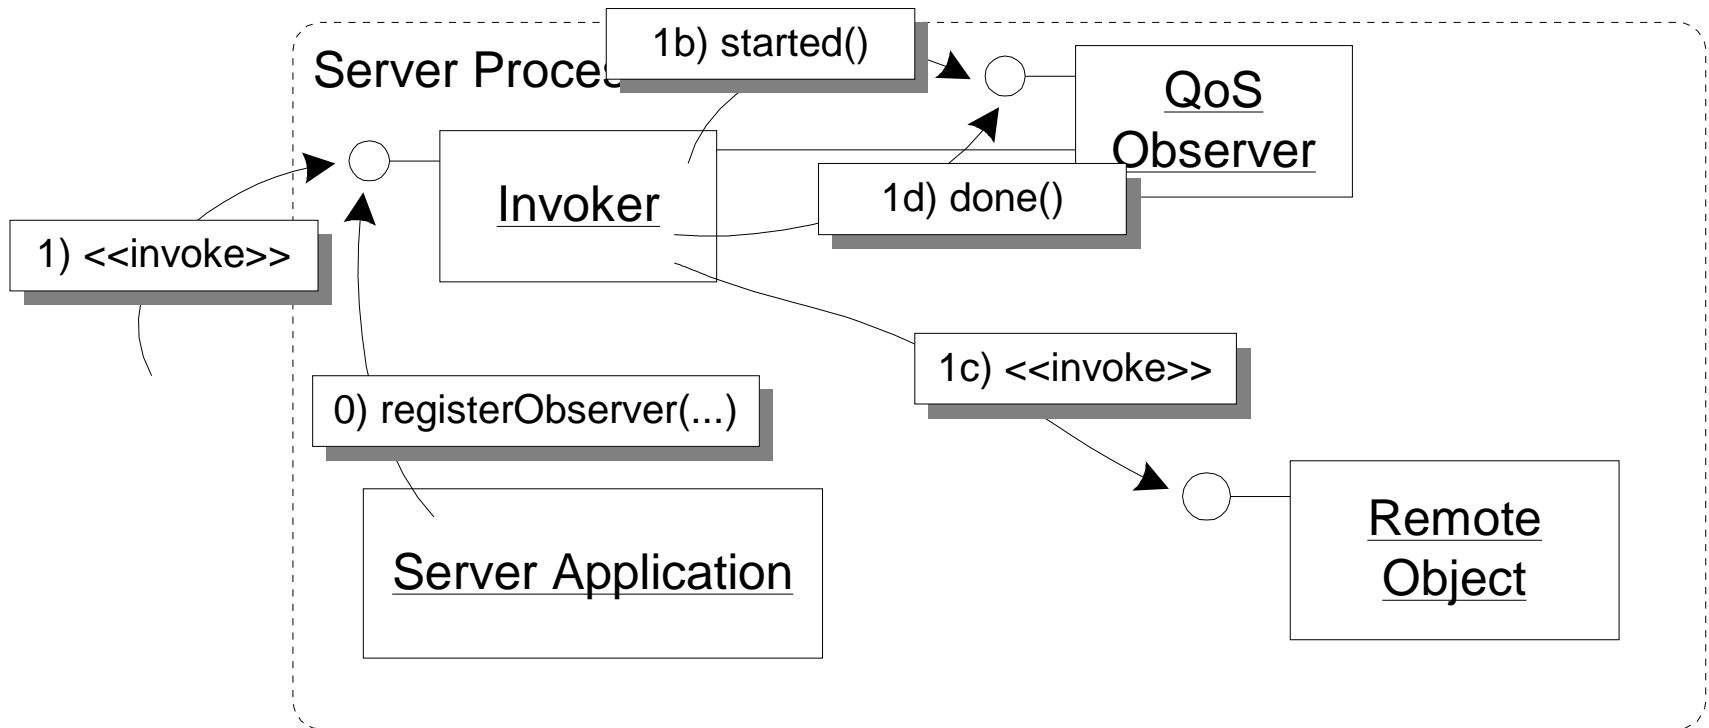 1b) started()
Server Proces
QoS
Observer
Invoker
1d) done()
1) <<invoke>>
1c) <<invoke>>
0) registerObserver(...)
Server Application
Remote
Object